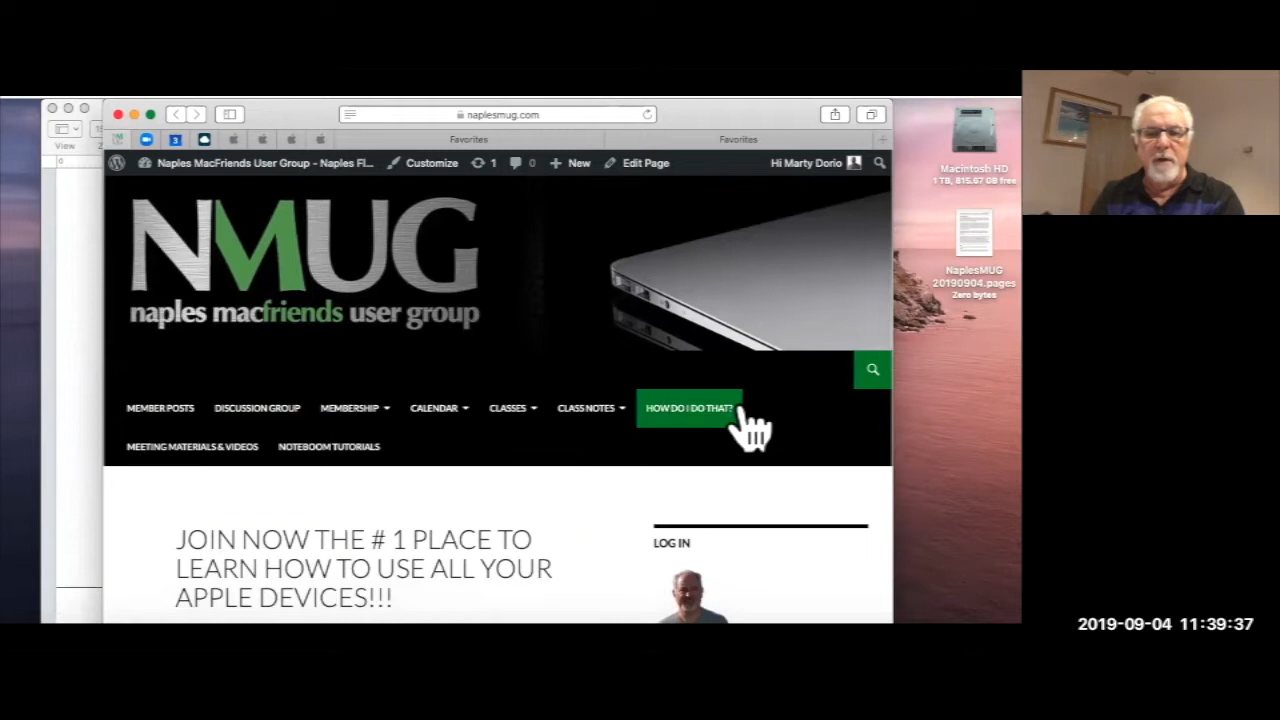 naplesmug.com
View
Favorites
Favorites
Naples MacFriends User Group - Naples Fl...
Customize
1
0
New
Edit Page
Hi Marty Dorio
NMUG
naples macfriends user group
MEMBER POSTS
DISCUSSION GROUP
MEMBERSHIP
CALENDAR
CLASSES
CLASS NOTES
HOW DO I DO THAT?
MEETING MATERIALS & VIDEOS
NOTEBOOM TUTORIALS
JOIN NOW THE # 1 PLACE TO
LEARN HOW TO USE ALL YOUR
APPLE DEVICES!!!
LOG IN
Macintosh HD
1 TB, 815.67 GB free
NaplesMUG
20190904.pages
Zero bytes
2019-09-04 11:39:37